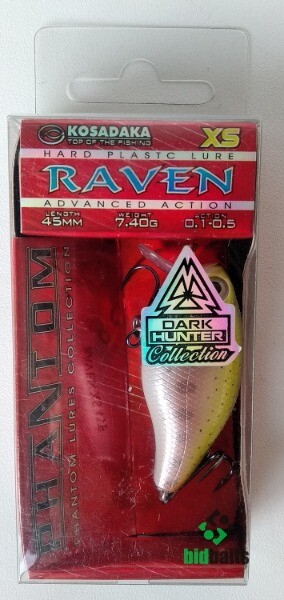 KOSADAKA
TOP OF THE FISHING
XS
HARD PLASTC LURE
RAVEN
ADVANCED ACTION
LENGTH
45MM
WEIGHT
7.40G
ACTION
0.1-0.5
DARK
HUNTER
Collection
PHANTOM
PHANTOM LURES COLLECTION
bidbaits